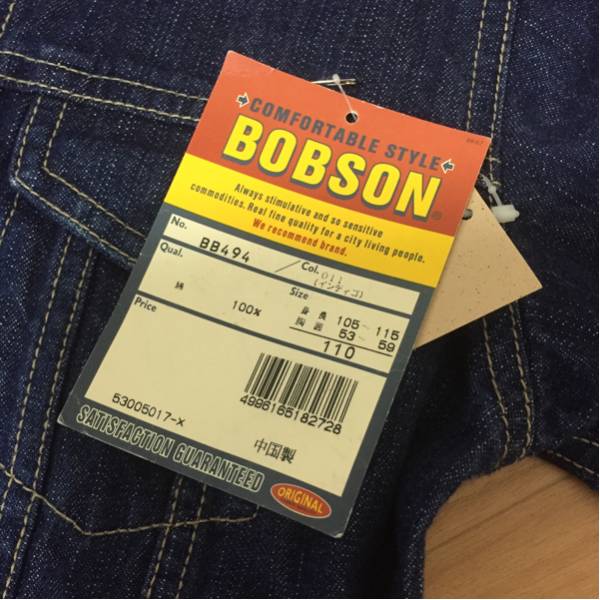 COMFORTABLE STYLE
BOBSON®
Always stimulative and so sensitive
commodities. Real fine quality for a city living people.
We recommend brand.
No. BB494 / Col. 011
(インディゴ)
Qual. 綿 100%
Size
身長 105~115
胸囲 53~59
110
Price
4996165182728
53005017-X
中国製
SATISFACTION GUARANTEED
ORIGINAL